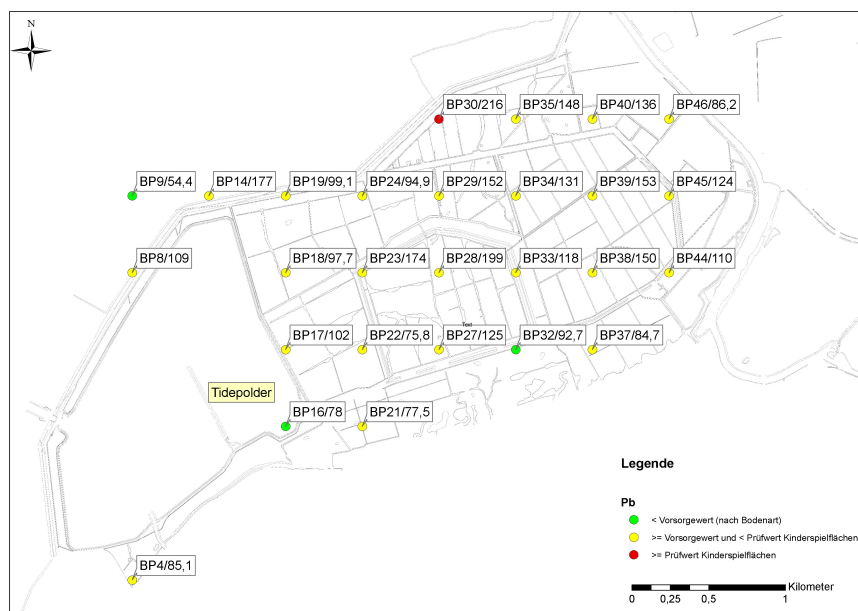 N
BP30/216 BP35/148 BP40/136 BP46/86,2
BP9/54,4 BP14/177 BP19/99,1 BP24/94,9 BP29/152 BP34/131 BP39/153 BP45/124
BP8/109 BP18/97,7 BP23/174 BP28/199 BP33/118 BP38/150 BP44/110
Text
BP17/102 BP22/75,8 BP27/125 BP32/92,7 BP37/84,7
Tidepolder
BP16/78 BP21/77,5
BP4/85,1
Legende
Pb
< Vorsorgewert (nach Bodenart)
>= Vorsorgewert und < Prüfwert Kinderspielflächen
>= Prüfwert Kinderspielflächen
Kilometer
0 0,25 0,5 1